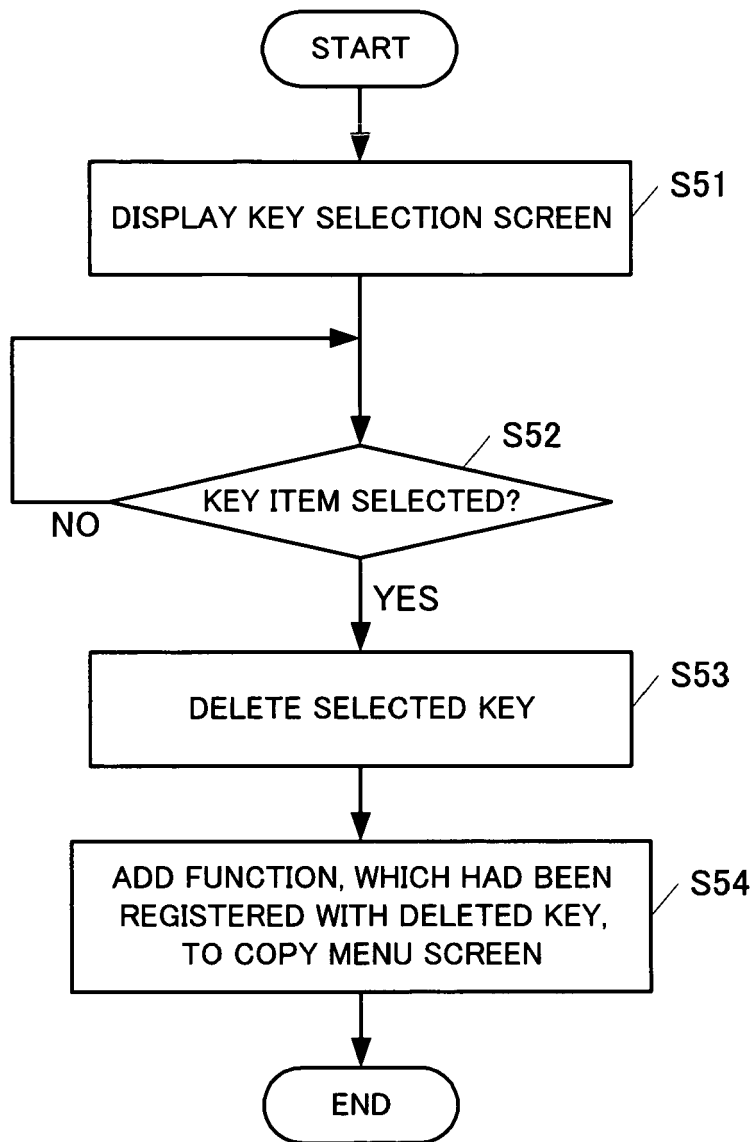 START
S51
DISPLAY KEY SELECTION SCREEN
S52
KEY ITEM SELECTED?
NO
YES
S53
DELETE SELECTED KEY
S54
ADD FUNCTION, WHICH HAD BEEN
REGISTERED WITH DELETED KEY,
TO COPY MENU SCREEN
END